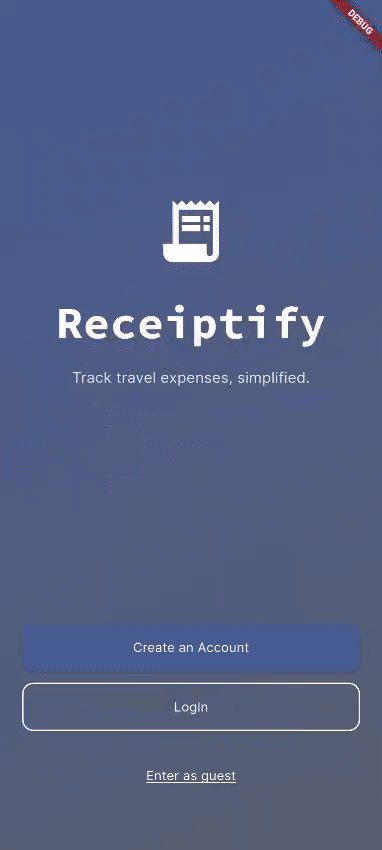 DEBUG
Receiptify
Track travel expenses, simplified.
Create an Account
Login
Enter as guest